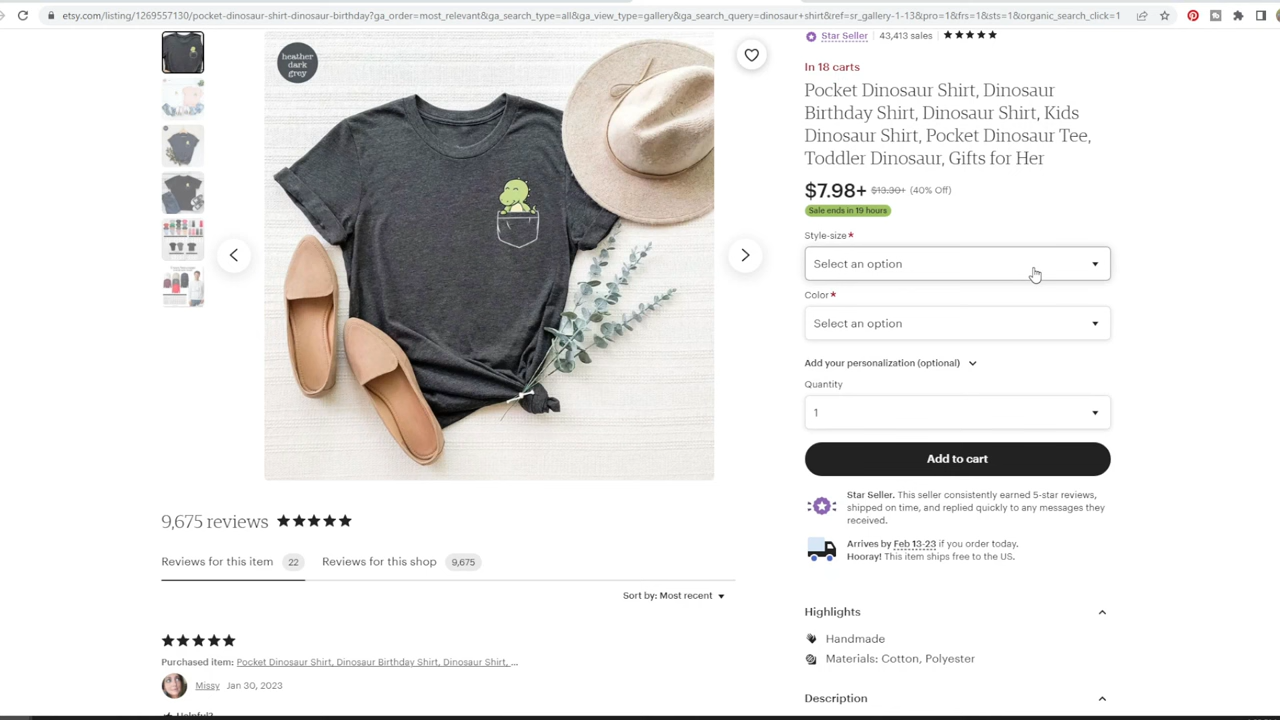 etsy.com/listing/1269557130/pocket-dinosaur-shirt-dinosaur-birthday?ga_order=most_relevant&ga_search_type=all&ga_view_type=gallery&ga_search_query=dinosaur+shirt&ref=sr_gallery-1-13&pro=1&frs=1&sts=1&organic_search_click=1
heather
dark
grey
Star Seller 43,413 sales
In 18 carts
Pocket Dinosaur Shirt, Dinosaur
Birthday Shirt, Dinosaur Shirt, Kids
Dinosaur Shirt, Pocket Dinosaur Tee,
Toddler Dinosaur, Gifts for Her
$7.98+ $13.30+ (40% Off)
Sale ends in 19 hours
Style-size*
Select an option
Color*
Select an option
Add your personalization (optional)
Quantity
1
Add to cart
Star Seller. This seller consistently earned 5-star reviews,
shipped on time, and replied quickly to any messages they
received.
Arrives by Feb 13-23 if you order today.
Hooray! This item ships free to the US.
Highlights
Handmade
Materials: Cotton, Polyester
Description
9,675 reviews
Reviews for this item 22 Reviews for this shop 9,675
Sort by: Most recent
Purchased item: Pocket Dinosaur Shirt, Dinosaur Birthday Shirt, Dinosaur Shirt, ...
Missy Jan 30, 2023
Helpful?